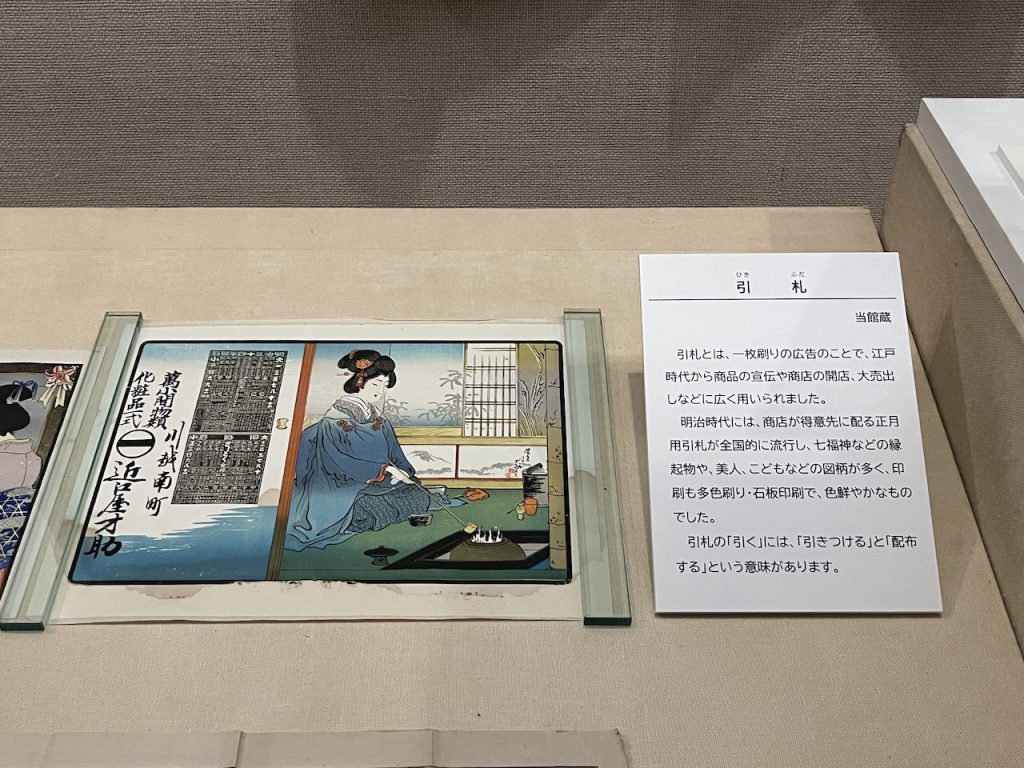 萬小間物類
化粧品弌
川越南町
㊀近江屋才助
ひき ふだ
引 札
当館蔵
引札とは、一枚刷りの広告のことで、江戸
時代から商品の宣伝や商店の開店、大売出
しなどに広く用いられました。
明治時代には、商店が得意先に配る正月
用引札が全国的に流行し、七福神などの縁
起物や、美人、こどもなどの図柄が多く、印
刷も多色刷り・石板印刷で、色鮮やかなもの
でした。
引札の「引く」には、「引きつける」と「配布
する」という意味があります。